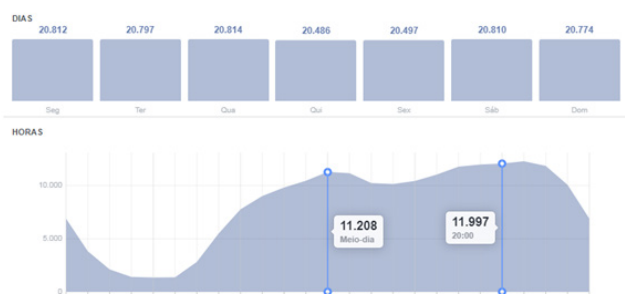 DIAS
20.812 20.797 20.814 20.486 20.497 20.810 20.774
Seg Ter Qua Qui Sex Sáb Dom
HORAS
10.000
11.208
Meio-dia
11.997
20:00
5.000
0